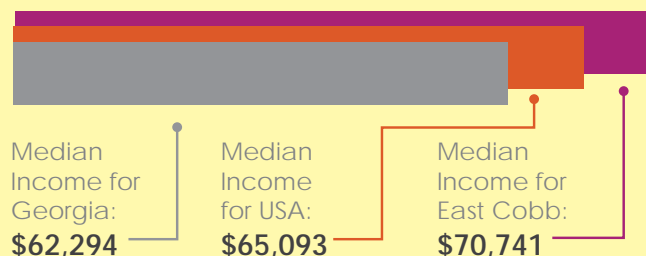 Median
Income for
Georgia:
$62,294
Median
Income
for USA:
$65,093
Median
Income for
East Cobb:
$70,741